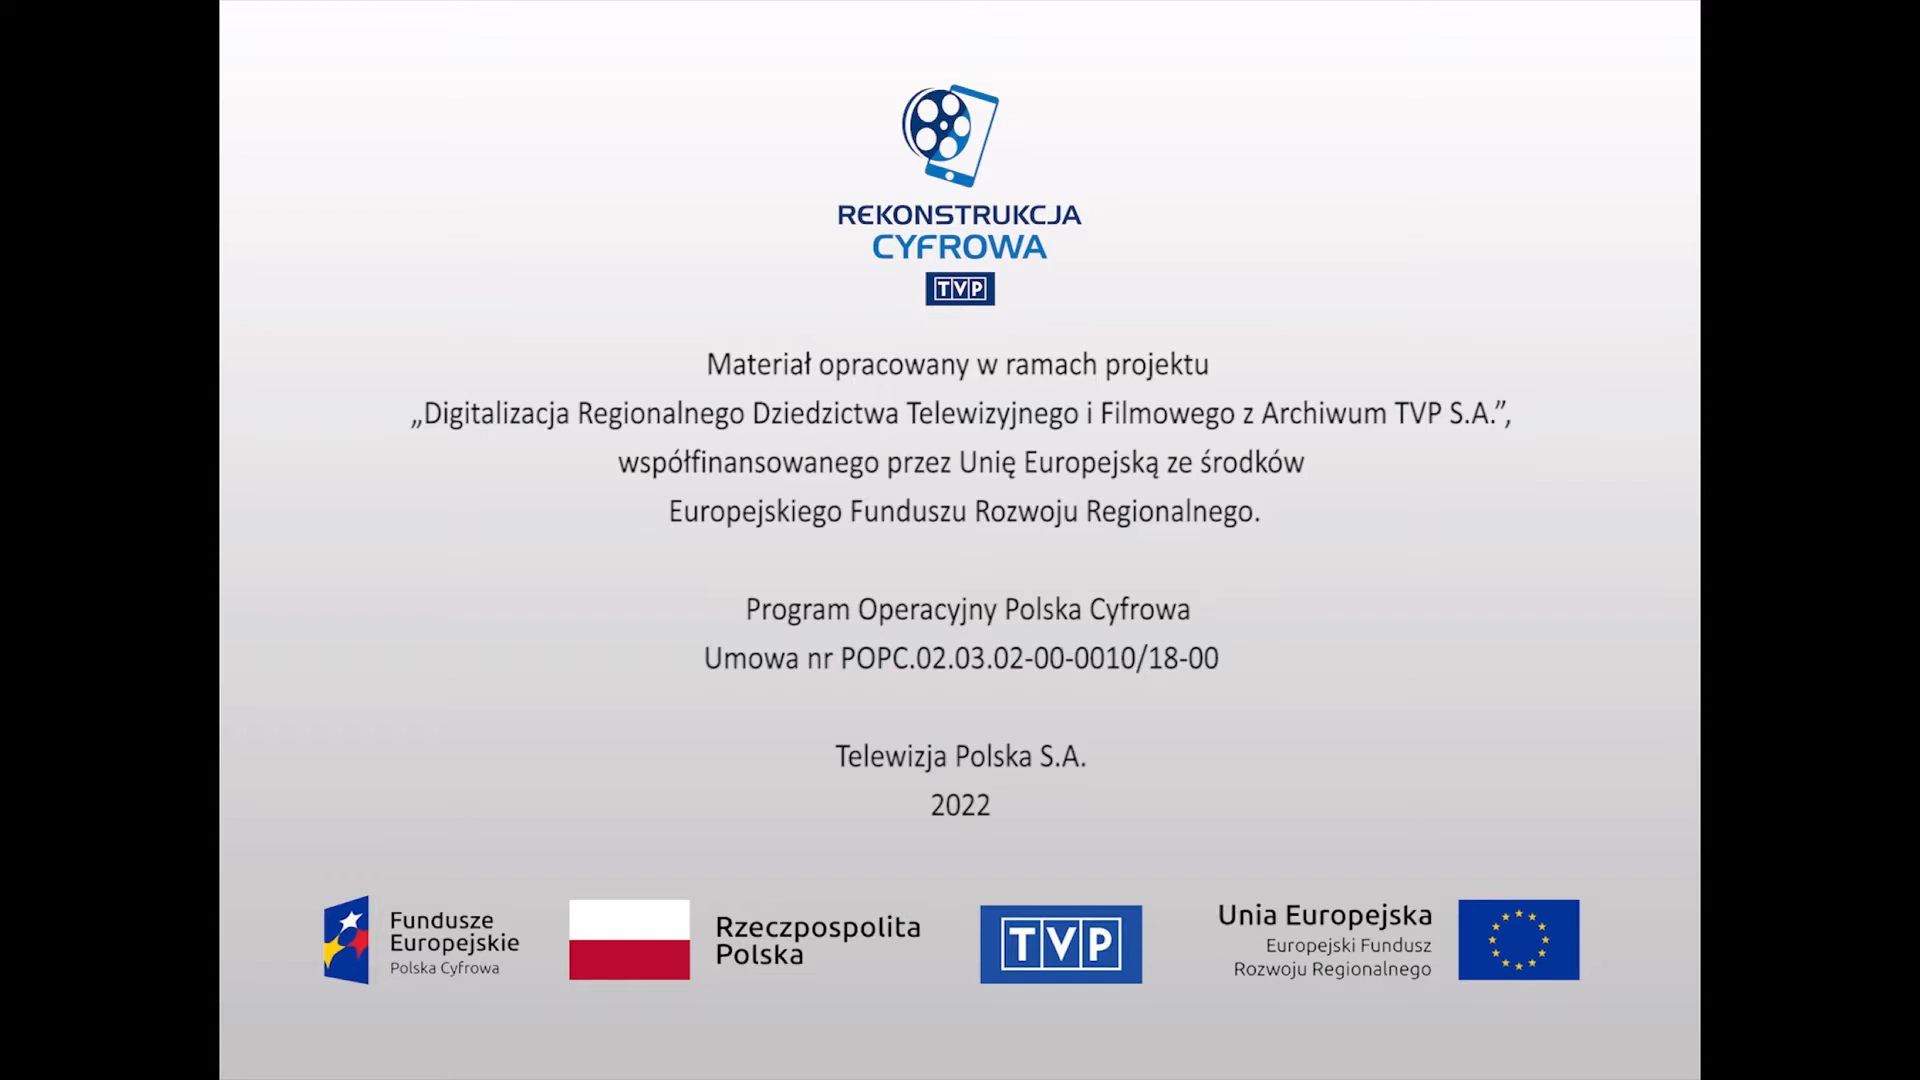 REKONSTRUKCJA
CYFROWA
TVP
Materiał opracowany w ramach projektu
„Digitalizacja Regionalnego Dziedzictwa Telewizyjnego i Filmowego z Archiwum TVP S.A.”,
współfinansowanego przez Unię Europejską ze środków
Europejskiego Funduszu Rozwoju Regionalnego.
Program Operacyjny Polska Cyfrowa
Umowa nr POPC.02.03.02-00-0010/18-00
Telewizja Polska S.A.
2022
Fundusze
Europejskie
Polska Cyfrowa
Rzeczpospolita
Polska
TVP
Unia Europejska
Europejski Fundusz
Rozwoju Regionalnego